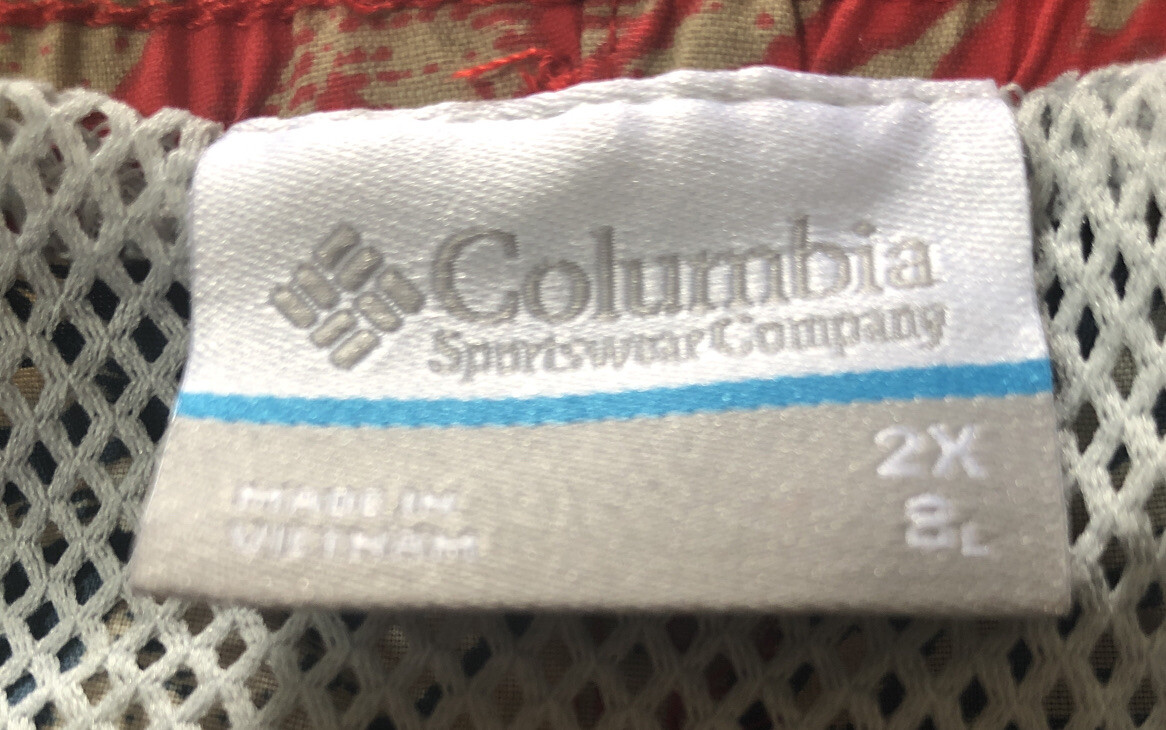 Columbia
Sportswear Company
2X
8L
MADE IN
VIETNAM